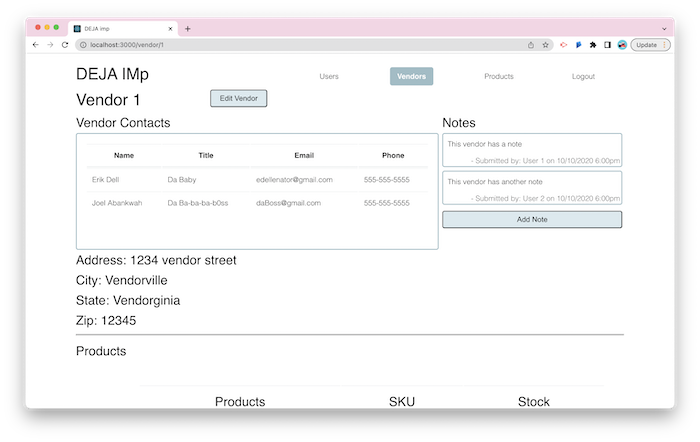 DEJA imp
localhost:3000/vendor/1
Update
DEJA IMp
Users
Vendors
Products
Logout
Vendor 1
Edit Vendor
Vendor Contacts
Name Title Email Phone
Erik Dell Da Baby edellenator@gmail.com 555-555-5555
Joel Abankwah Da Ba-ba-ba-b0ss daBoss@gmail.com 555-555-5555
Notes
This vendor has a note
- Submitted by: User 1 on 10/10/2020 6:00pm
This vendor has another note
- Submitted by: User 2 on 10/10/2020 6:00pm
Add Note
Address: 1234 vendor street
City: Vendorville
State: Vendorginia
Zip: 12345
Products
Products SKU Stock